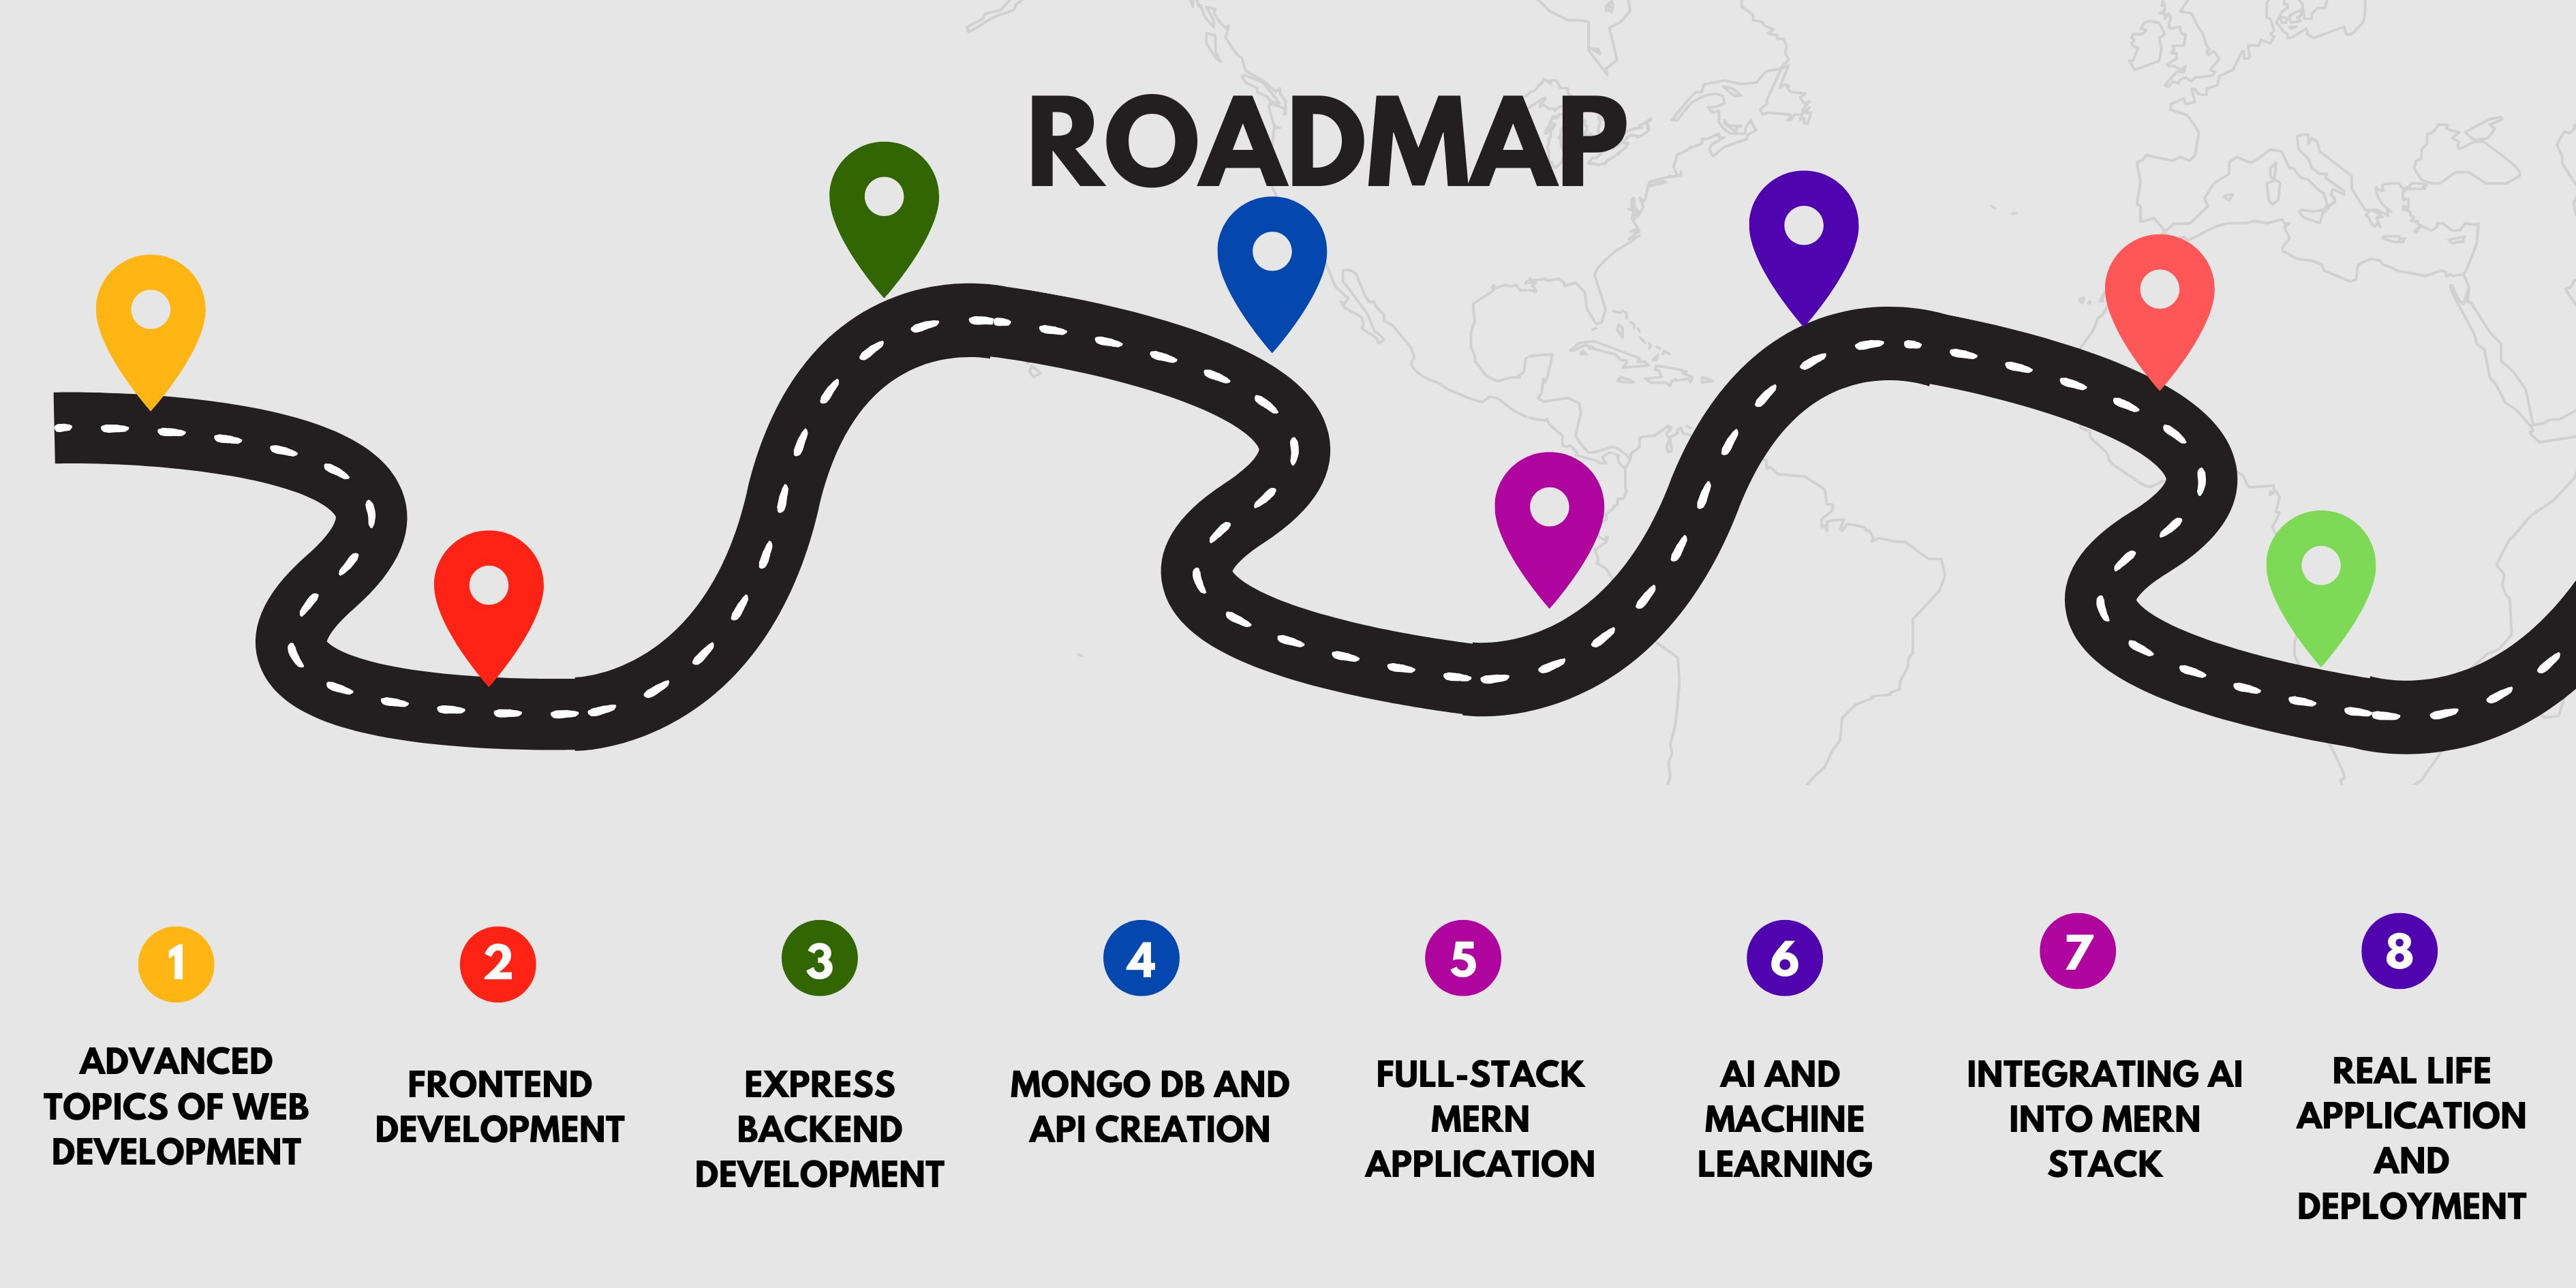 ROADMAP
1
ADVANCED
TOPICS OF WEB
DEVELOPMENT
2
FRONTEND
DEVELOPMENT
3
EXPRESS
BACKEND
DEVELOPMENT
4
MONGO DB AND
API CREATION
5
FULL-STACK
MERN
APPLICATION
6
AI AND
MACHINE
LEARNING
7
INTEGRATING AI
INTO MERN
STACK
8
REAL LIFE
APPLICATION
AND
DEPLOYMENT